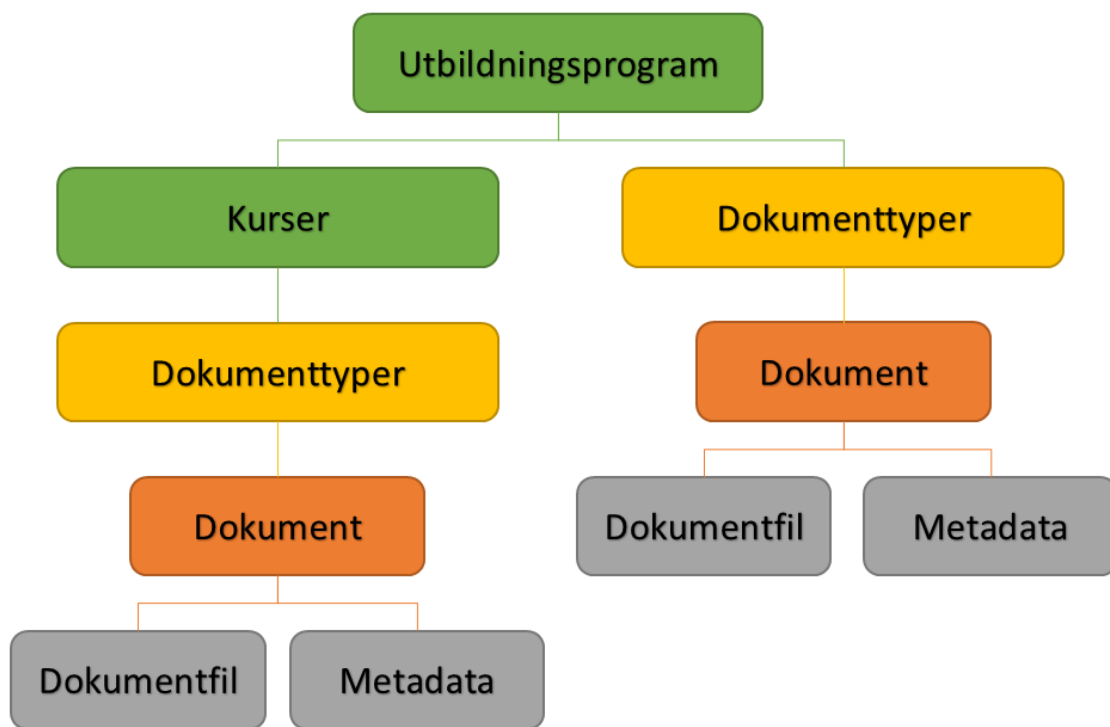 Utbildningsprogram
Kurser
Dokumenttyper
Dokumenttyper
Dokument
Dokument
Dokumentfil
Metadata
Dokumentfil
Metadata